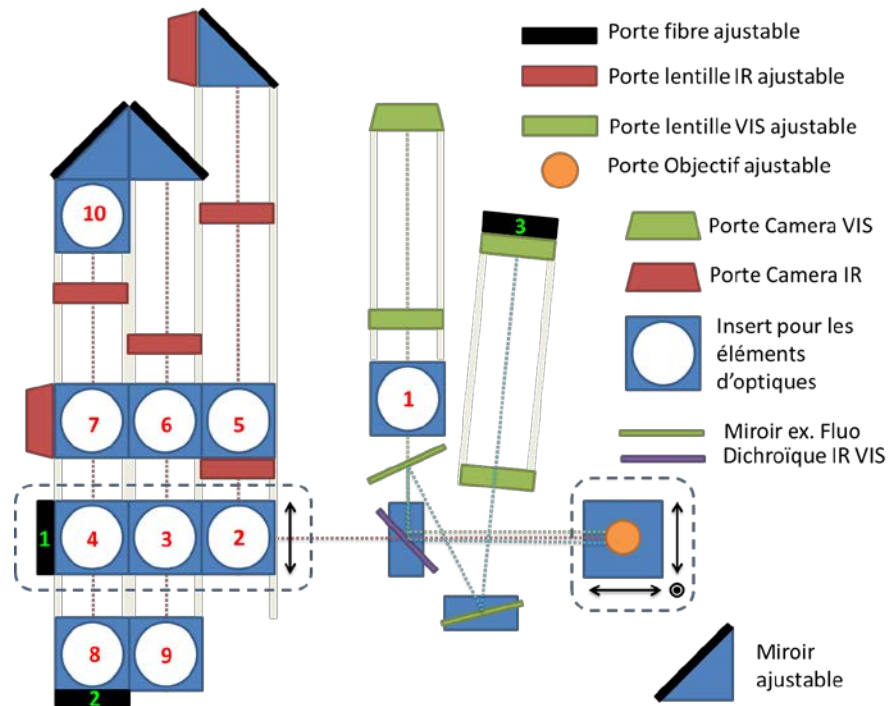 Porte fibre ajustable
Porte lentille IR ajustable
Porte lentille VIS ajustable
Porte Objectif ajustable
10
3
Porte Camera VIS
Porte Camera IR
Insert pour les
éléments
d'optiques
7
6
5
1
Miroir ex. Fluo
Dichroïque IR VIS
1
4
3
2
8
9
2
Miroir
ajustable